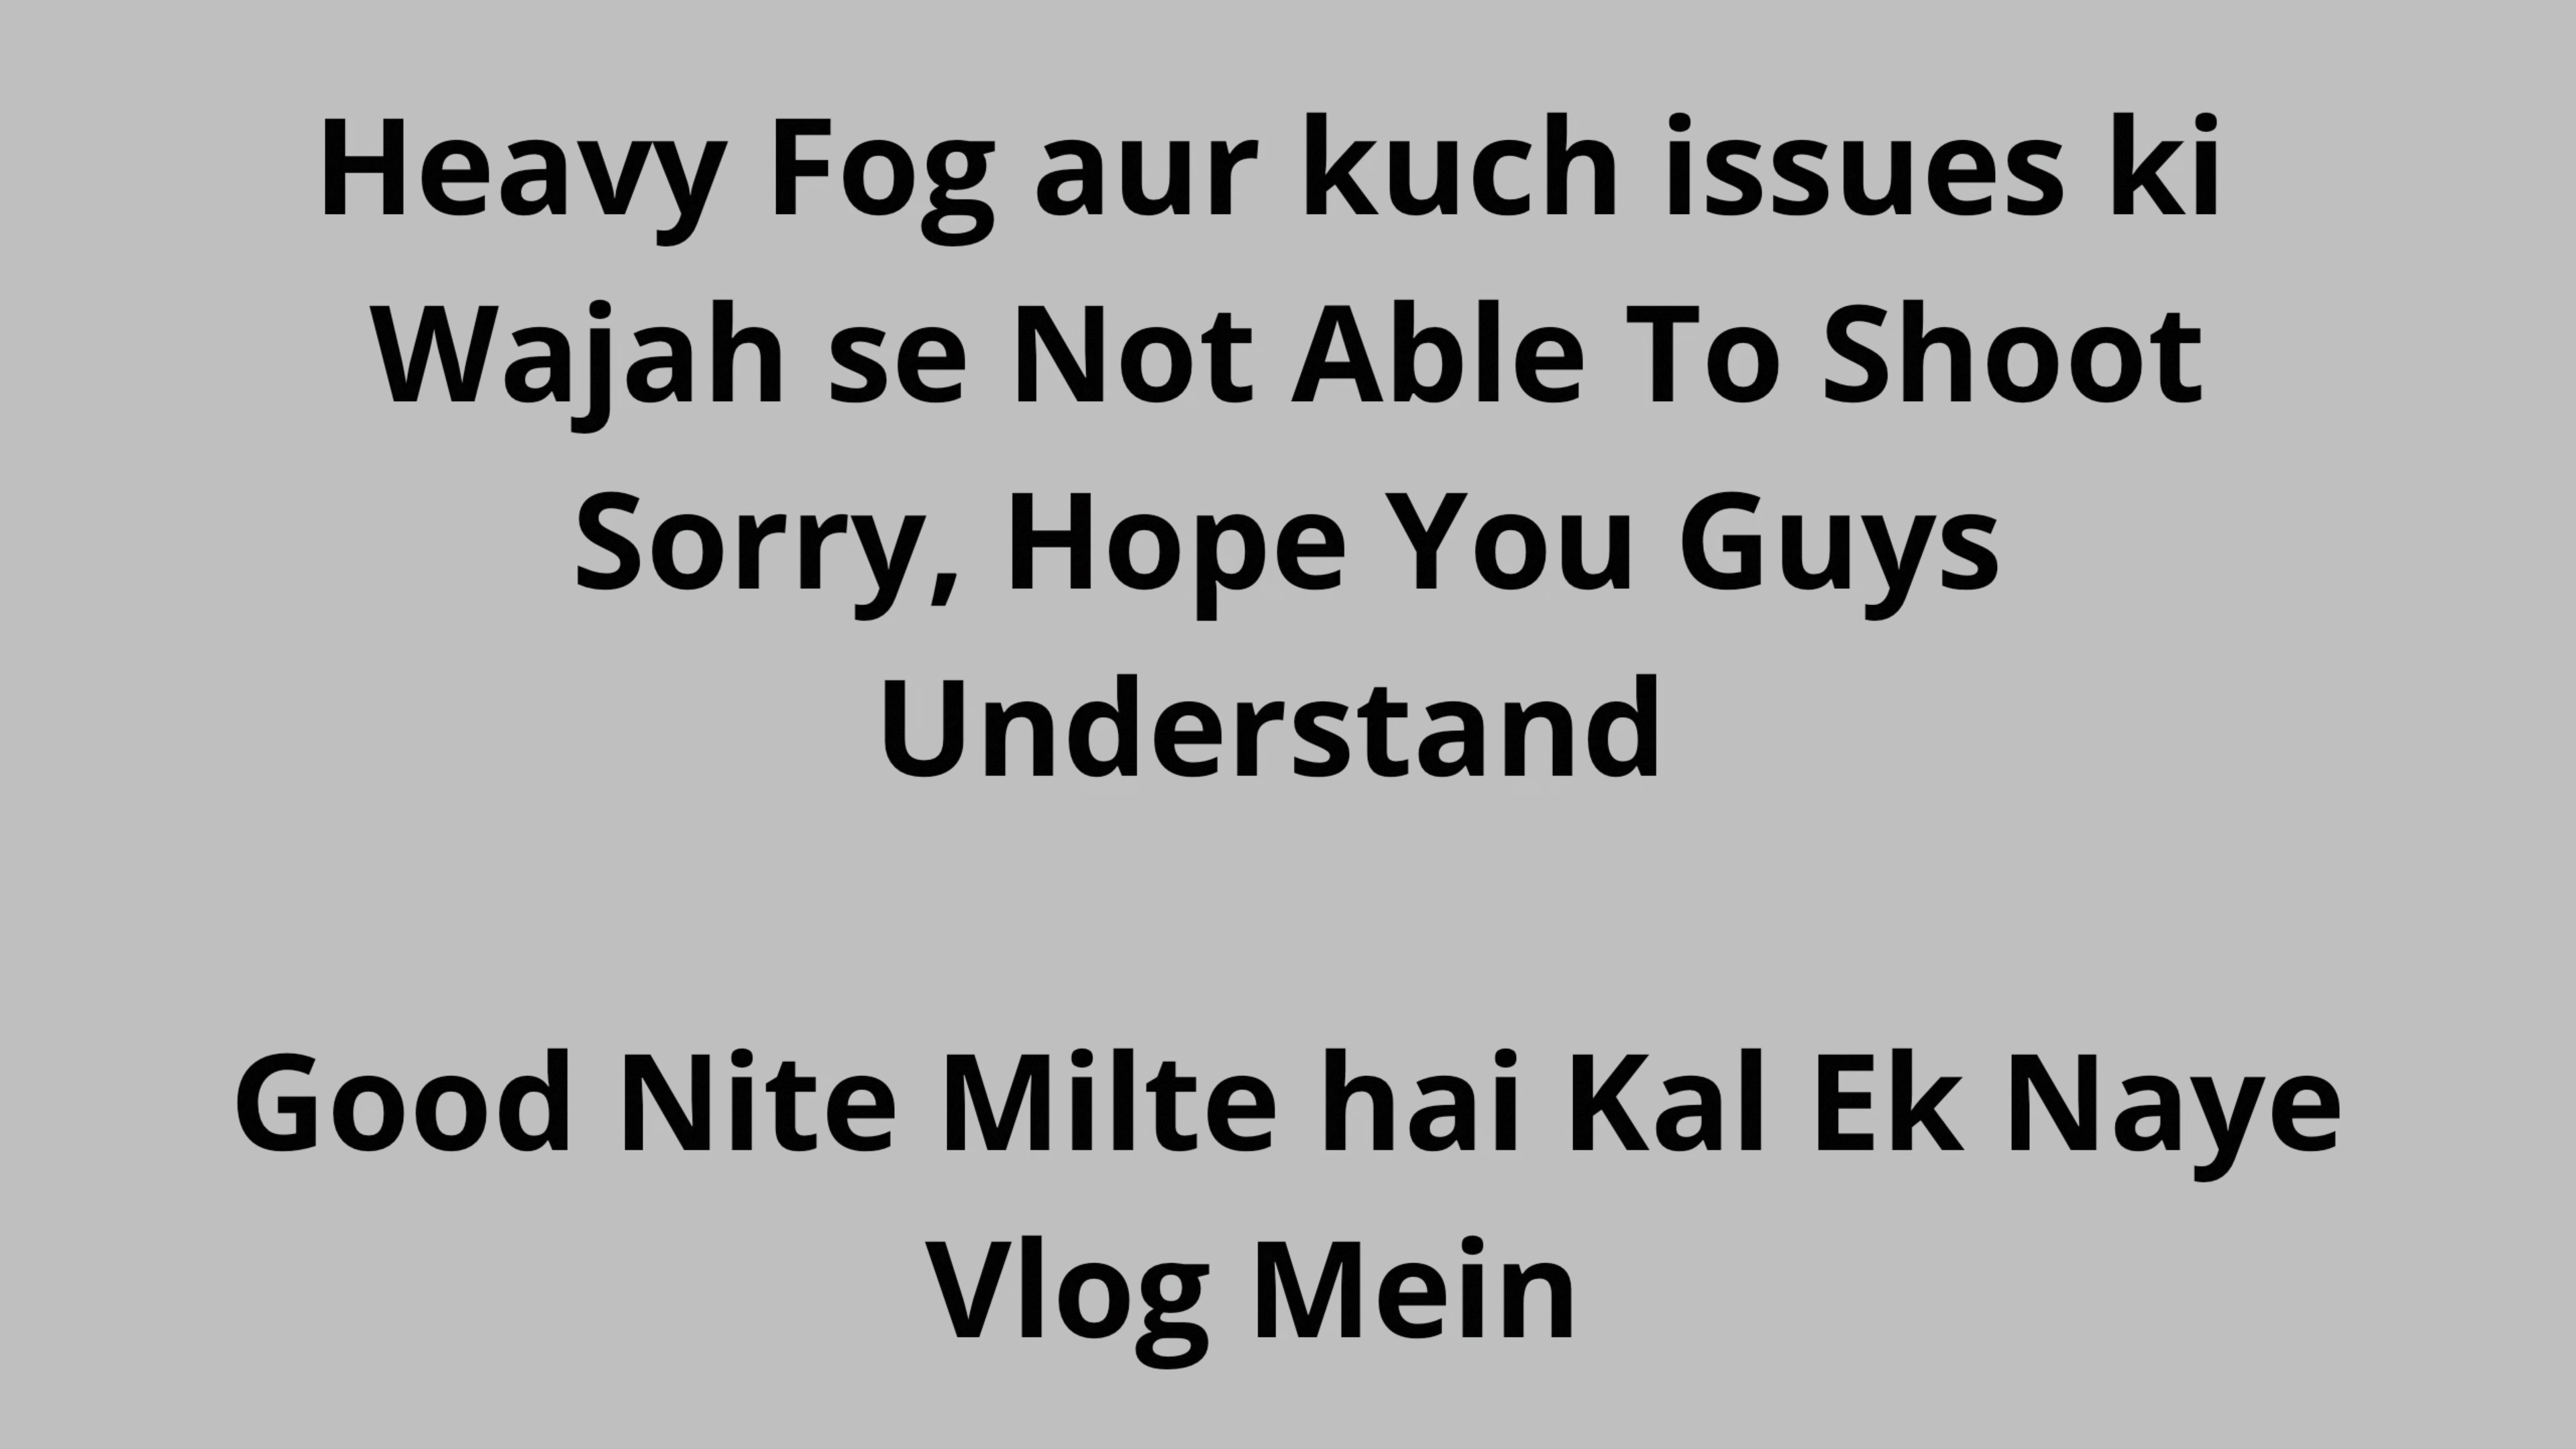 Heavy Fog aur kuch issues ki
Wajah se Not Able To Shoot
Sorry, Hope You Guys
Understand
Good Nite Milte hai Kal Ek Naye
Vlog Mein